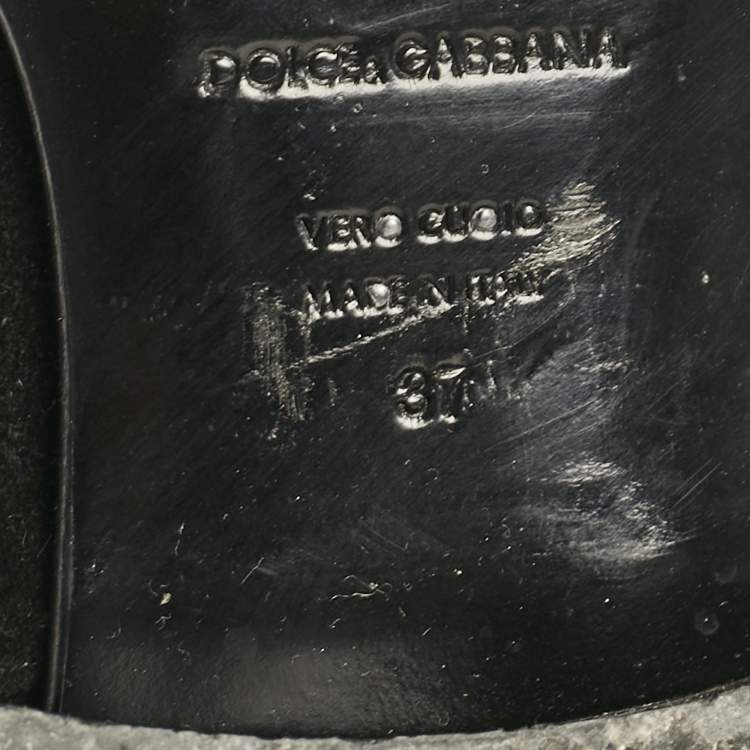 DOLCE & GABBANA
VERO CUOIO
MADE IN ITALY
37